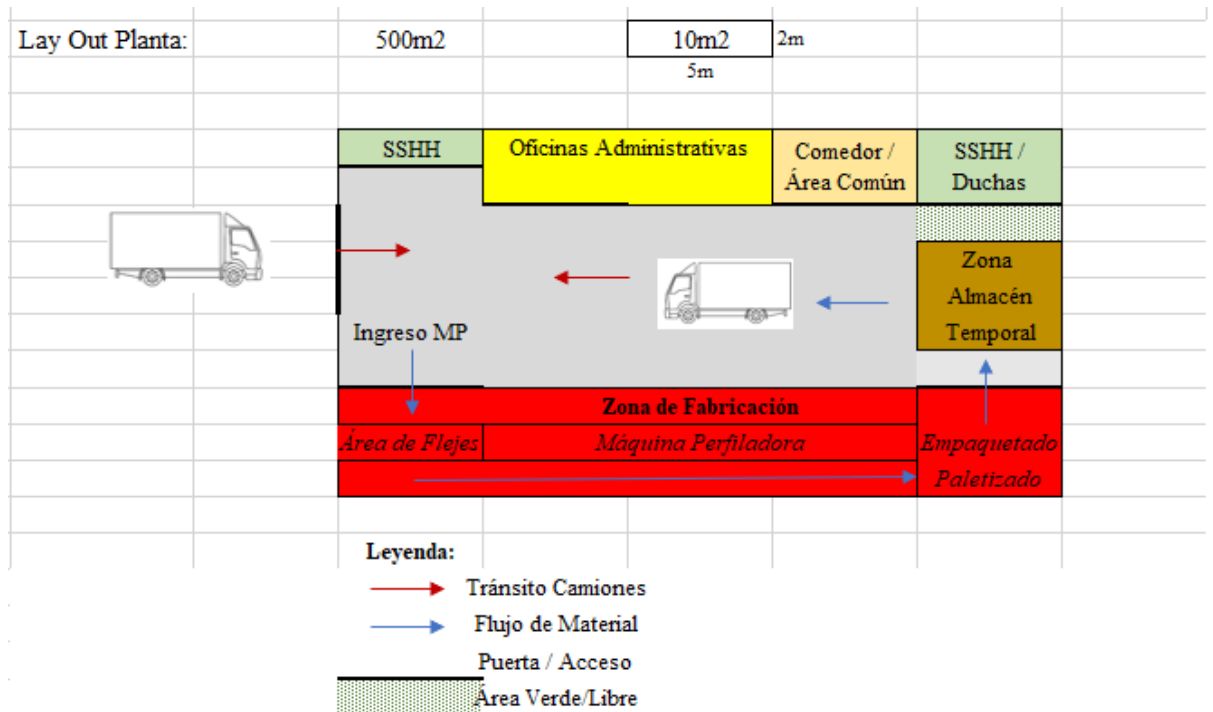 Lay Out Planta:
500m2
10m2
2m
5m
SSHH
Oficinas Administrativas
Comedor /
Área Común
SSHH /
Duchas
Zona
Almacén
Temporal
Ingreso MP
Zona de Fabricación
Área de Flejes
Máquina Perfiladora
Empaquetado
Paletizado
Leyenda:
Tránsito Camiones
Flujo de Material
Puerta / Acceso
Área Verde/Libre